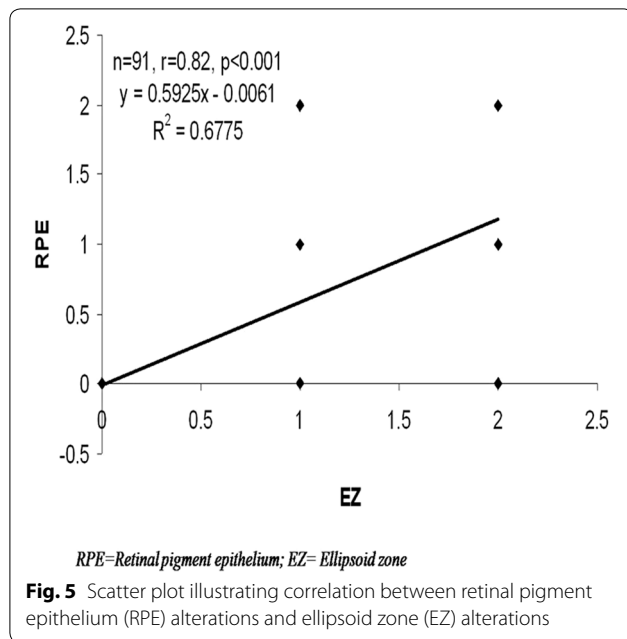 2.5
n=91, r=0.82, p<0.001
y = 0.5925x - 0.0061
R² = 0.6775
2
1.5
RPE
1
0.5
0
0 0.5 1 1.5 2 2.5
-0.5
EZ
RPE=Retinal pigment epithelium; EZ= Ellipsoid zone
Fig. 5 Scatter plot illustrating correlation between retinal pigment
epithelium (RPE) alterations and ellipsoid zone (EZ) alterations